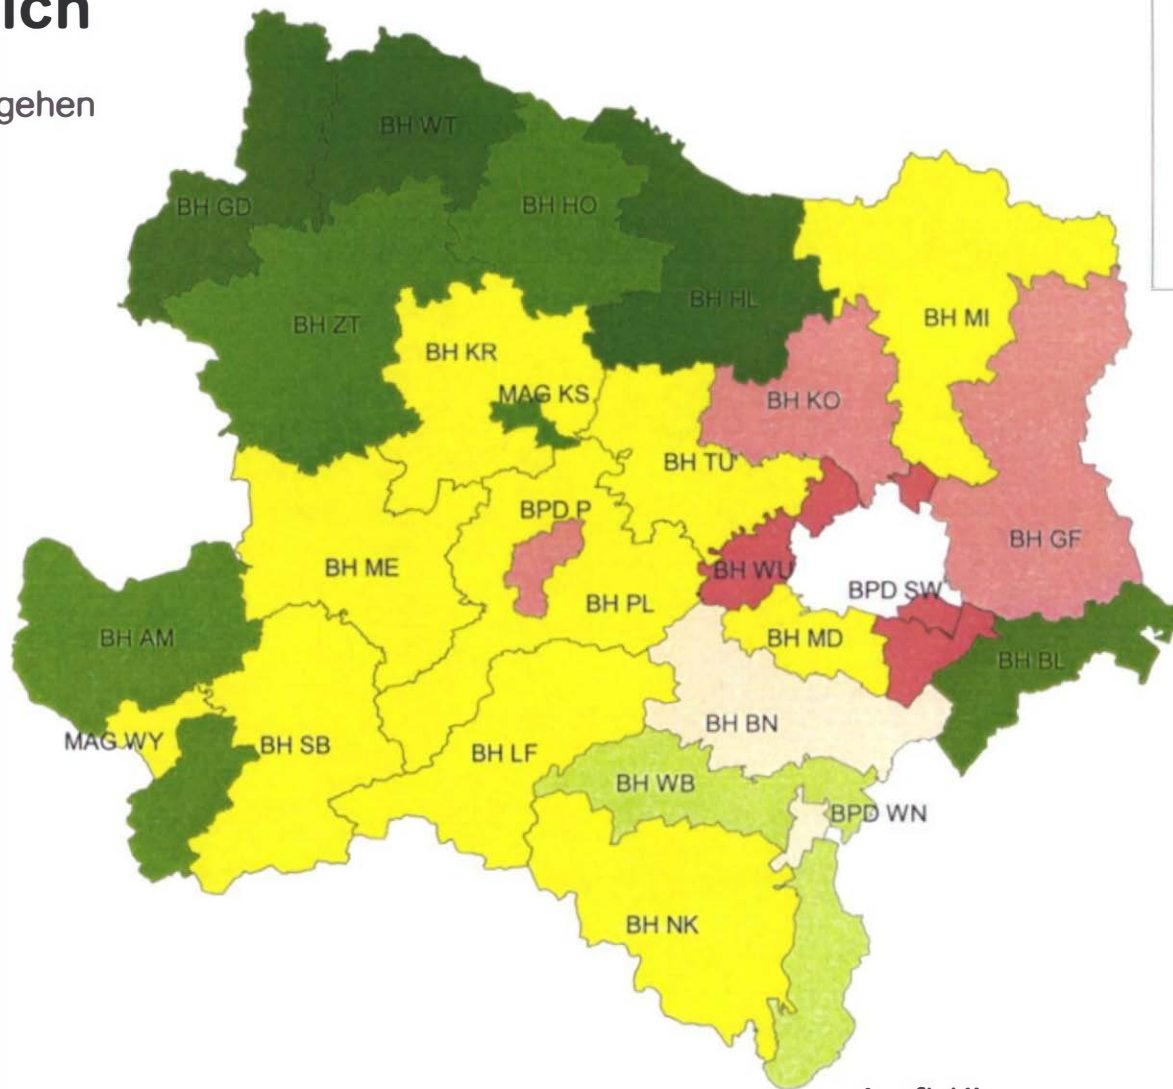 ich
gehen
BH WT
BH GD
BH HO
BH HL
BH ZT
BH MI
BH KR
MAG KS
BH KO
BH TU
BPD P
BH GF
BH ME
BH WU
BPD SW
BH PL
BH AM
BH MD
BH BL
MAG WY
BH SB
BH BN
BH LF
BH WB
BPD WN
BH NK